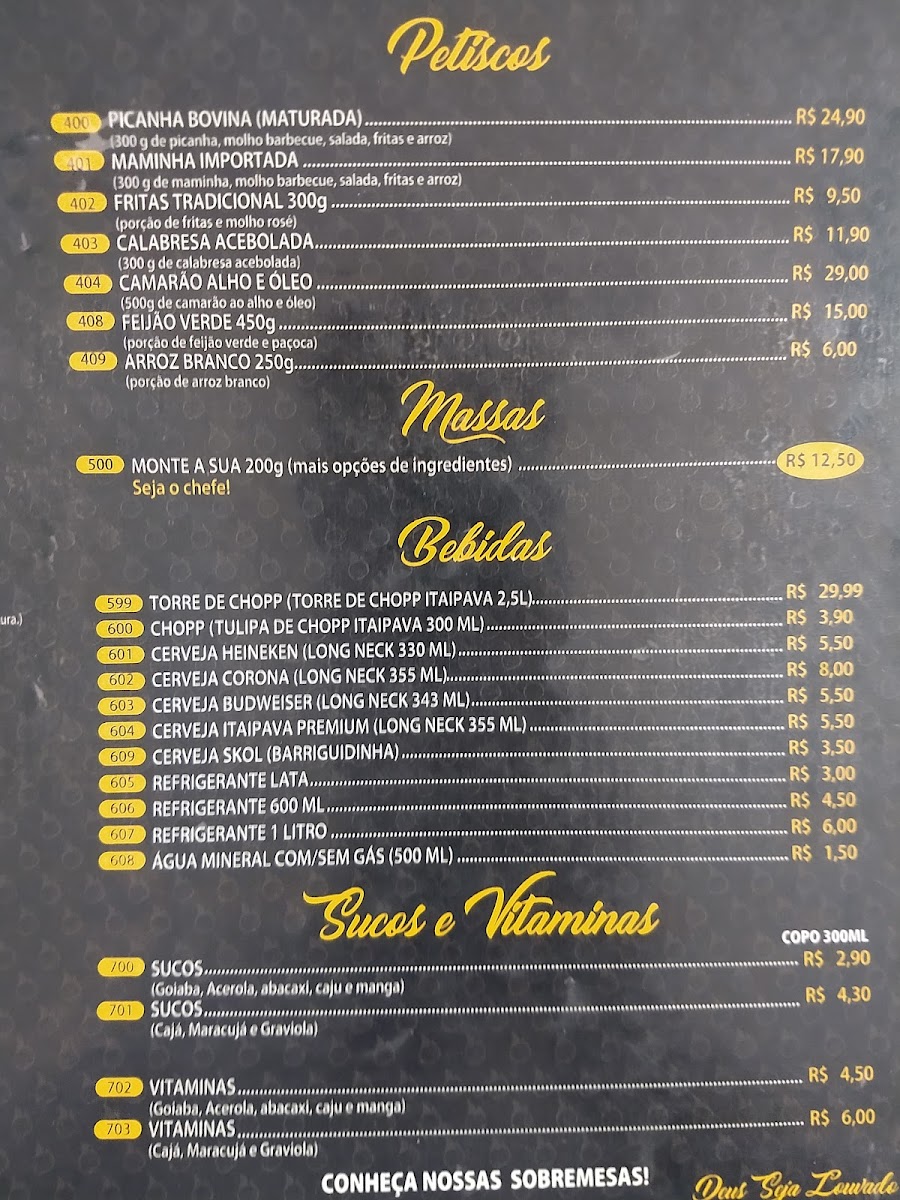 Petiscos
400 PICANHA BOVINA (MATURADA) R$ 24,90
(300 g de picanha, molho barbecue, salada, fritas e arroz)
401 MAMINHA IMPORTADA R$ 17,90
(300 g de maminha, molho barbecue, salada, fritas e arroz)
402 FRITAS TRADICIONAL 300g R$ 9,50
(porção de fritas e molho rosé)
403 CALABRESA ACEBOLADA R$ 11,90
(300 g de calabresa acebolada)
404 CAMARÃO ALHO E ÓLEO R$ 29,00
(500g de camarão ao alho e óleo)
408 FEIJÃO VERDE 450g R$ 15,00
(porção de feijão verde e paçoca)
409 ARROZ BRANCO 250g R$ 6,00
(porção de arroz branco)
Massas
500 MONTE A SUA 200g (mais opções de ingredientes) R$ 12,50
Seja o chefe!
Bebidas
599 TORRE DE CHOPP (TORRE DE CHOPP ITAIPAVA 2,5L) R$ 29,99
600 CHOPP (TULIPA DE CHOPP ITAIPAVA 300 ML) R$ 3,90
ura.)
601 CERVEJA HEINEKEN (LONG NECK 330 ML) R$ 5,50
602 CERVEJA CORONA (LONG NECK 355 ML) R$ 8,00
603 CERVEJA BUDWEISER (LONG NECK 343 ML) R$ 5,50
604 CERVEJA ITAIPAVA PREMIUM (LONG NECK 355 ML) R$ 5,50
609 CERVEJA SKOL (BARRIGUIDINHA) R$ 3,50
605 REFRIGERANTE LATA R$ 3,00
606 REFRIGERANTE 600 ML R$ 4,50
607 REFRIGERANTE 1 LITRO R$ 6,00
608 ÁGUA MINERAL COM/SEM GÁS (500 ML) R$ 1,50
Sucos e Vitaminas
COPO 300ML
700 SUCOS R$ 2,90
(Goiaba, Acerola, abacaxi, caju e manga)
701 SUCOS R$ 4,30
(Cajá, Maracujá e Graviola)
702 VITAMINAS R$ 4,50
(Goiaba, Acerola, abacaxi, caju e manga)
703 VITAMINAS R$ 6,00
(Cajá, Maracujá e Graviola)
CONHEÇA NOSSAS SOBREMESAS!
Deus Seja Louvado